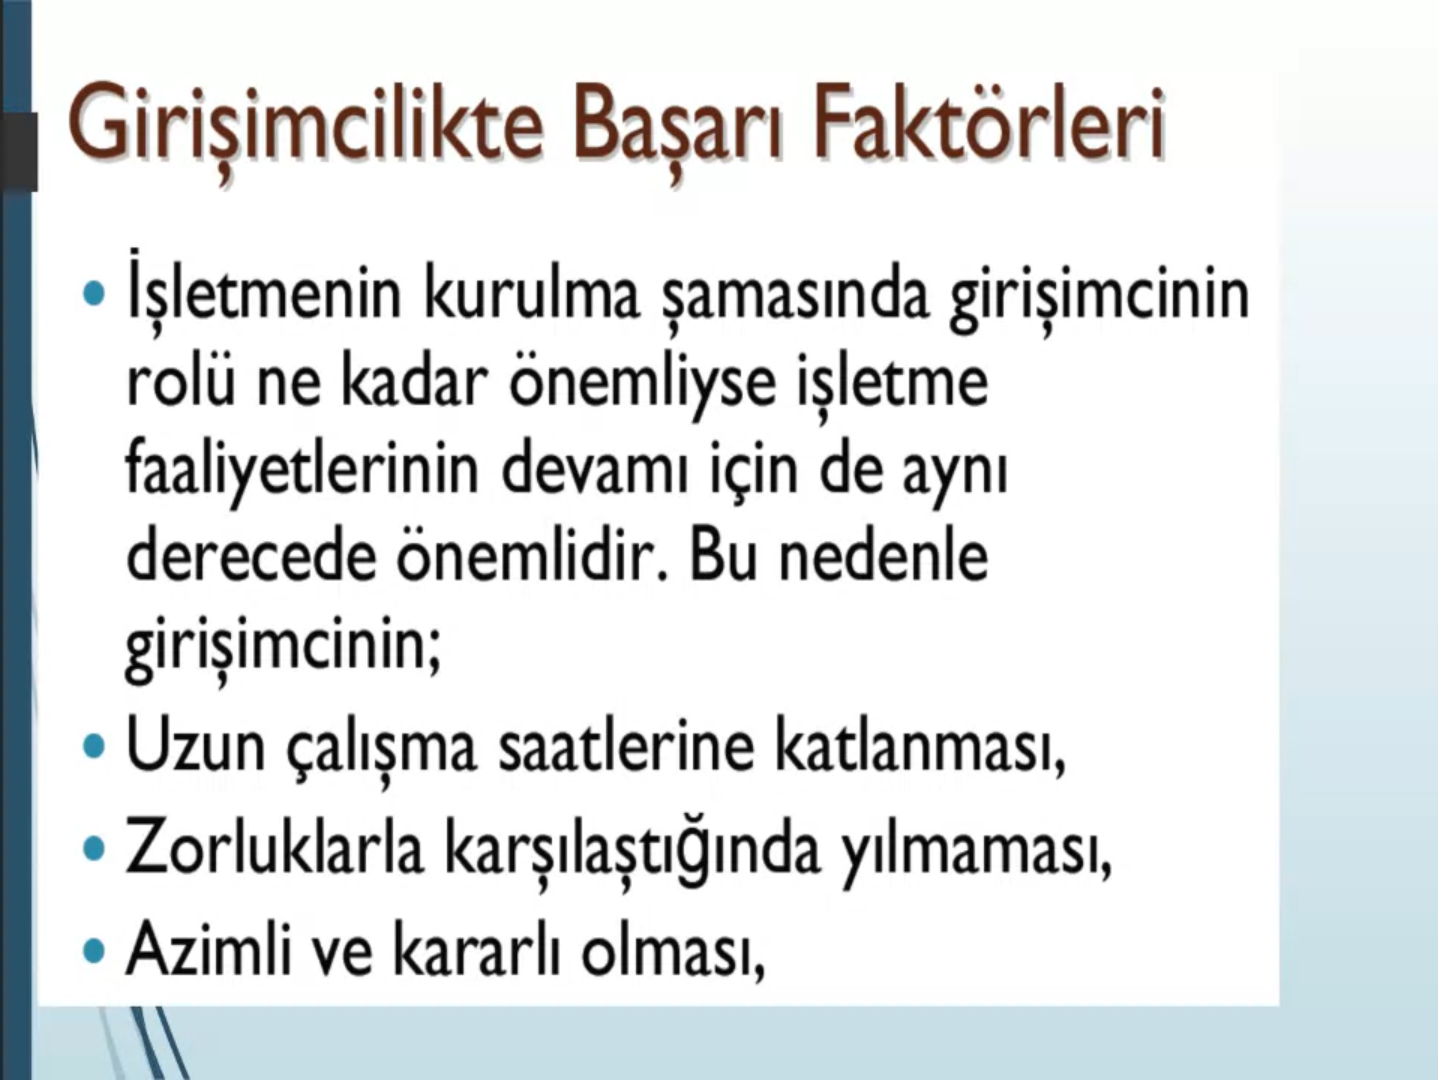 Girişimcilikte Başarı Faktörleri
• İşletmenin kurulma şamasında girişimcinin
rolü ne kadar önemliyse işletme
faaliyetlerinin devamı için de aynı
derecede önemlidir. Bu nedenle
girişimcinin;
• Uzun çalışma saatlerine katlanması,
• Zorluklarla karşılaştığında yılmaması,
• Azimli ve kararlı olması,